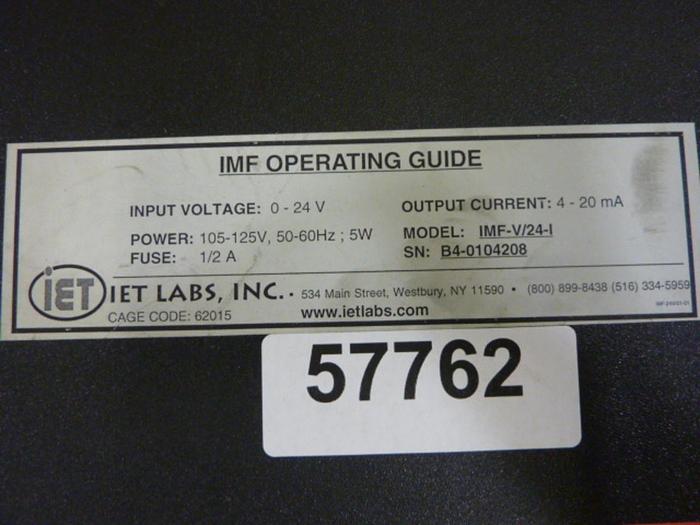 IMF OPERATING GUIDE
INPUT VOLTAGE: 0 - 24 V
OUTPUT CURRENT: 4 - 20 mA
POWER: 105-125V, 50-60Hz ; 5W
MODEL: IMF-V/24-I
FUSE: 1/2 A
SN: B4-0104208
iET
IET LABS, INC. • 534 Main Street, Westbury, NY 11590 • (800) 899-8438 (516) 334-5959
CAGE CODE: 62015
www.ietlabs.com
57762